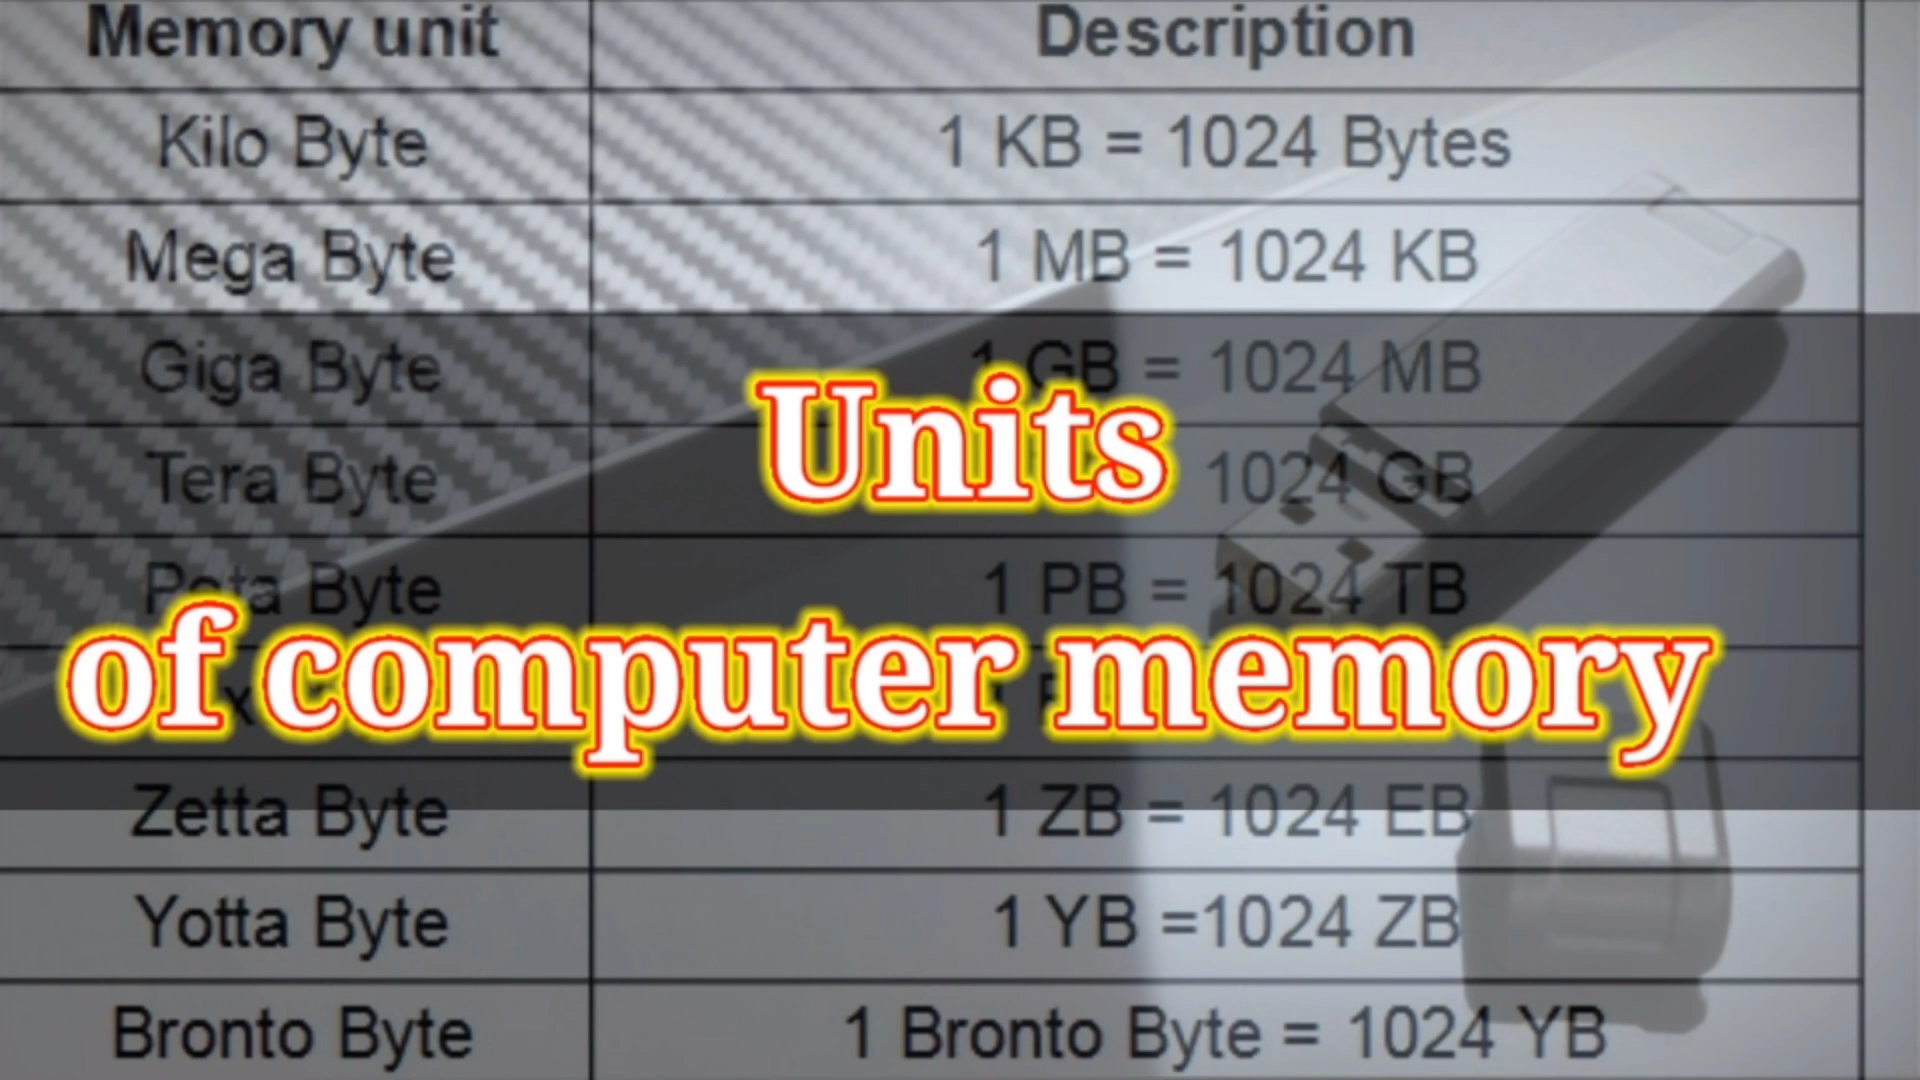 Memory unit Description
Kilo Byte 1 KB = 1024 Bytes
Mega Byte 1 MB = 1024 KB
Giga Byte 1 GB = 1024 MB
Units
Tera Byte 1024 GB
Peta Byte 1 PB = 1024 TB
of computer memory
Zetta Byte 1 ZB = 1024 EB
Yotta Byte 1 YB =1024 ZB
Bronto Byte 1 Bronto Byte = 1024 YB